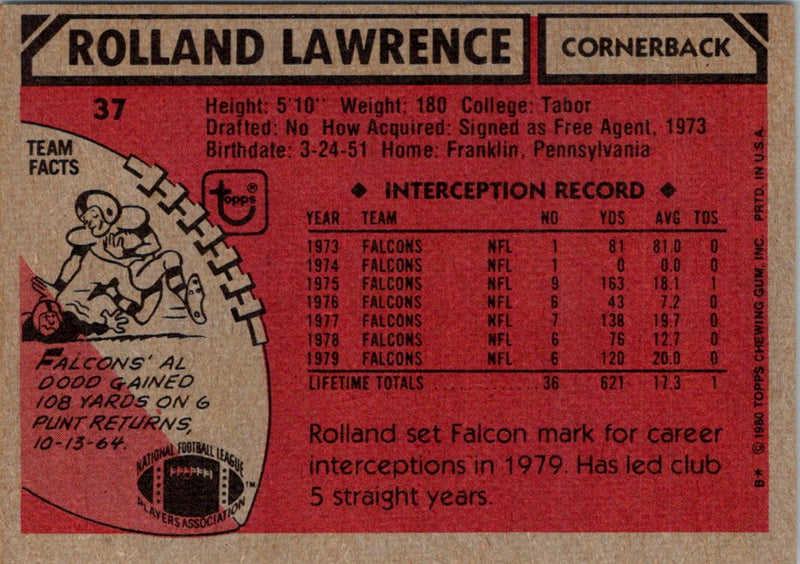 ROLLAND LAWRENCE
CORNERBACK
37
Height: 5'10" Weight: 180 College: Tabor
Drafted: No How Acquired: Signed as Free Agent, 1973
Birthdate: 3-24-51 Home: Franklin, Pennsylvania
TEAM
FACTS
topps®
◆ INTERCEPTION RECORD ◆
YEAR TEAM NO YDS AVG TDS
1973 FALCONS NFL 1 81 81.0 0
1974 FALCONS NFL 1 0 0.0 0
1975 FALCONS NFL 9 163 18.1 1
1976 FALCONS NFL 6 43 7.2 0
1977 FALCONS NFL 7 138 19.7 0
1978 FALCONS NFL 6 76 12.7 0
1979 FALCONS NFL 6 120 20.0 0
LIFETIME TOTALS 36 621 17.3 1
FALCONS' AL
DODD GAINED
108 YARDS ON 6
PUNT RETURNS,
10-13-64.
NATIONAL FOOTBALL LEAGUE
PLAYERS ASSOCIATION
™
Rolland set Falcon mark for career
interceptions in 1979. Has led club
5 straight years.
B* © 1980 TOPPS CHEWING GUM, INC. PRTD. IN U.S.A.